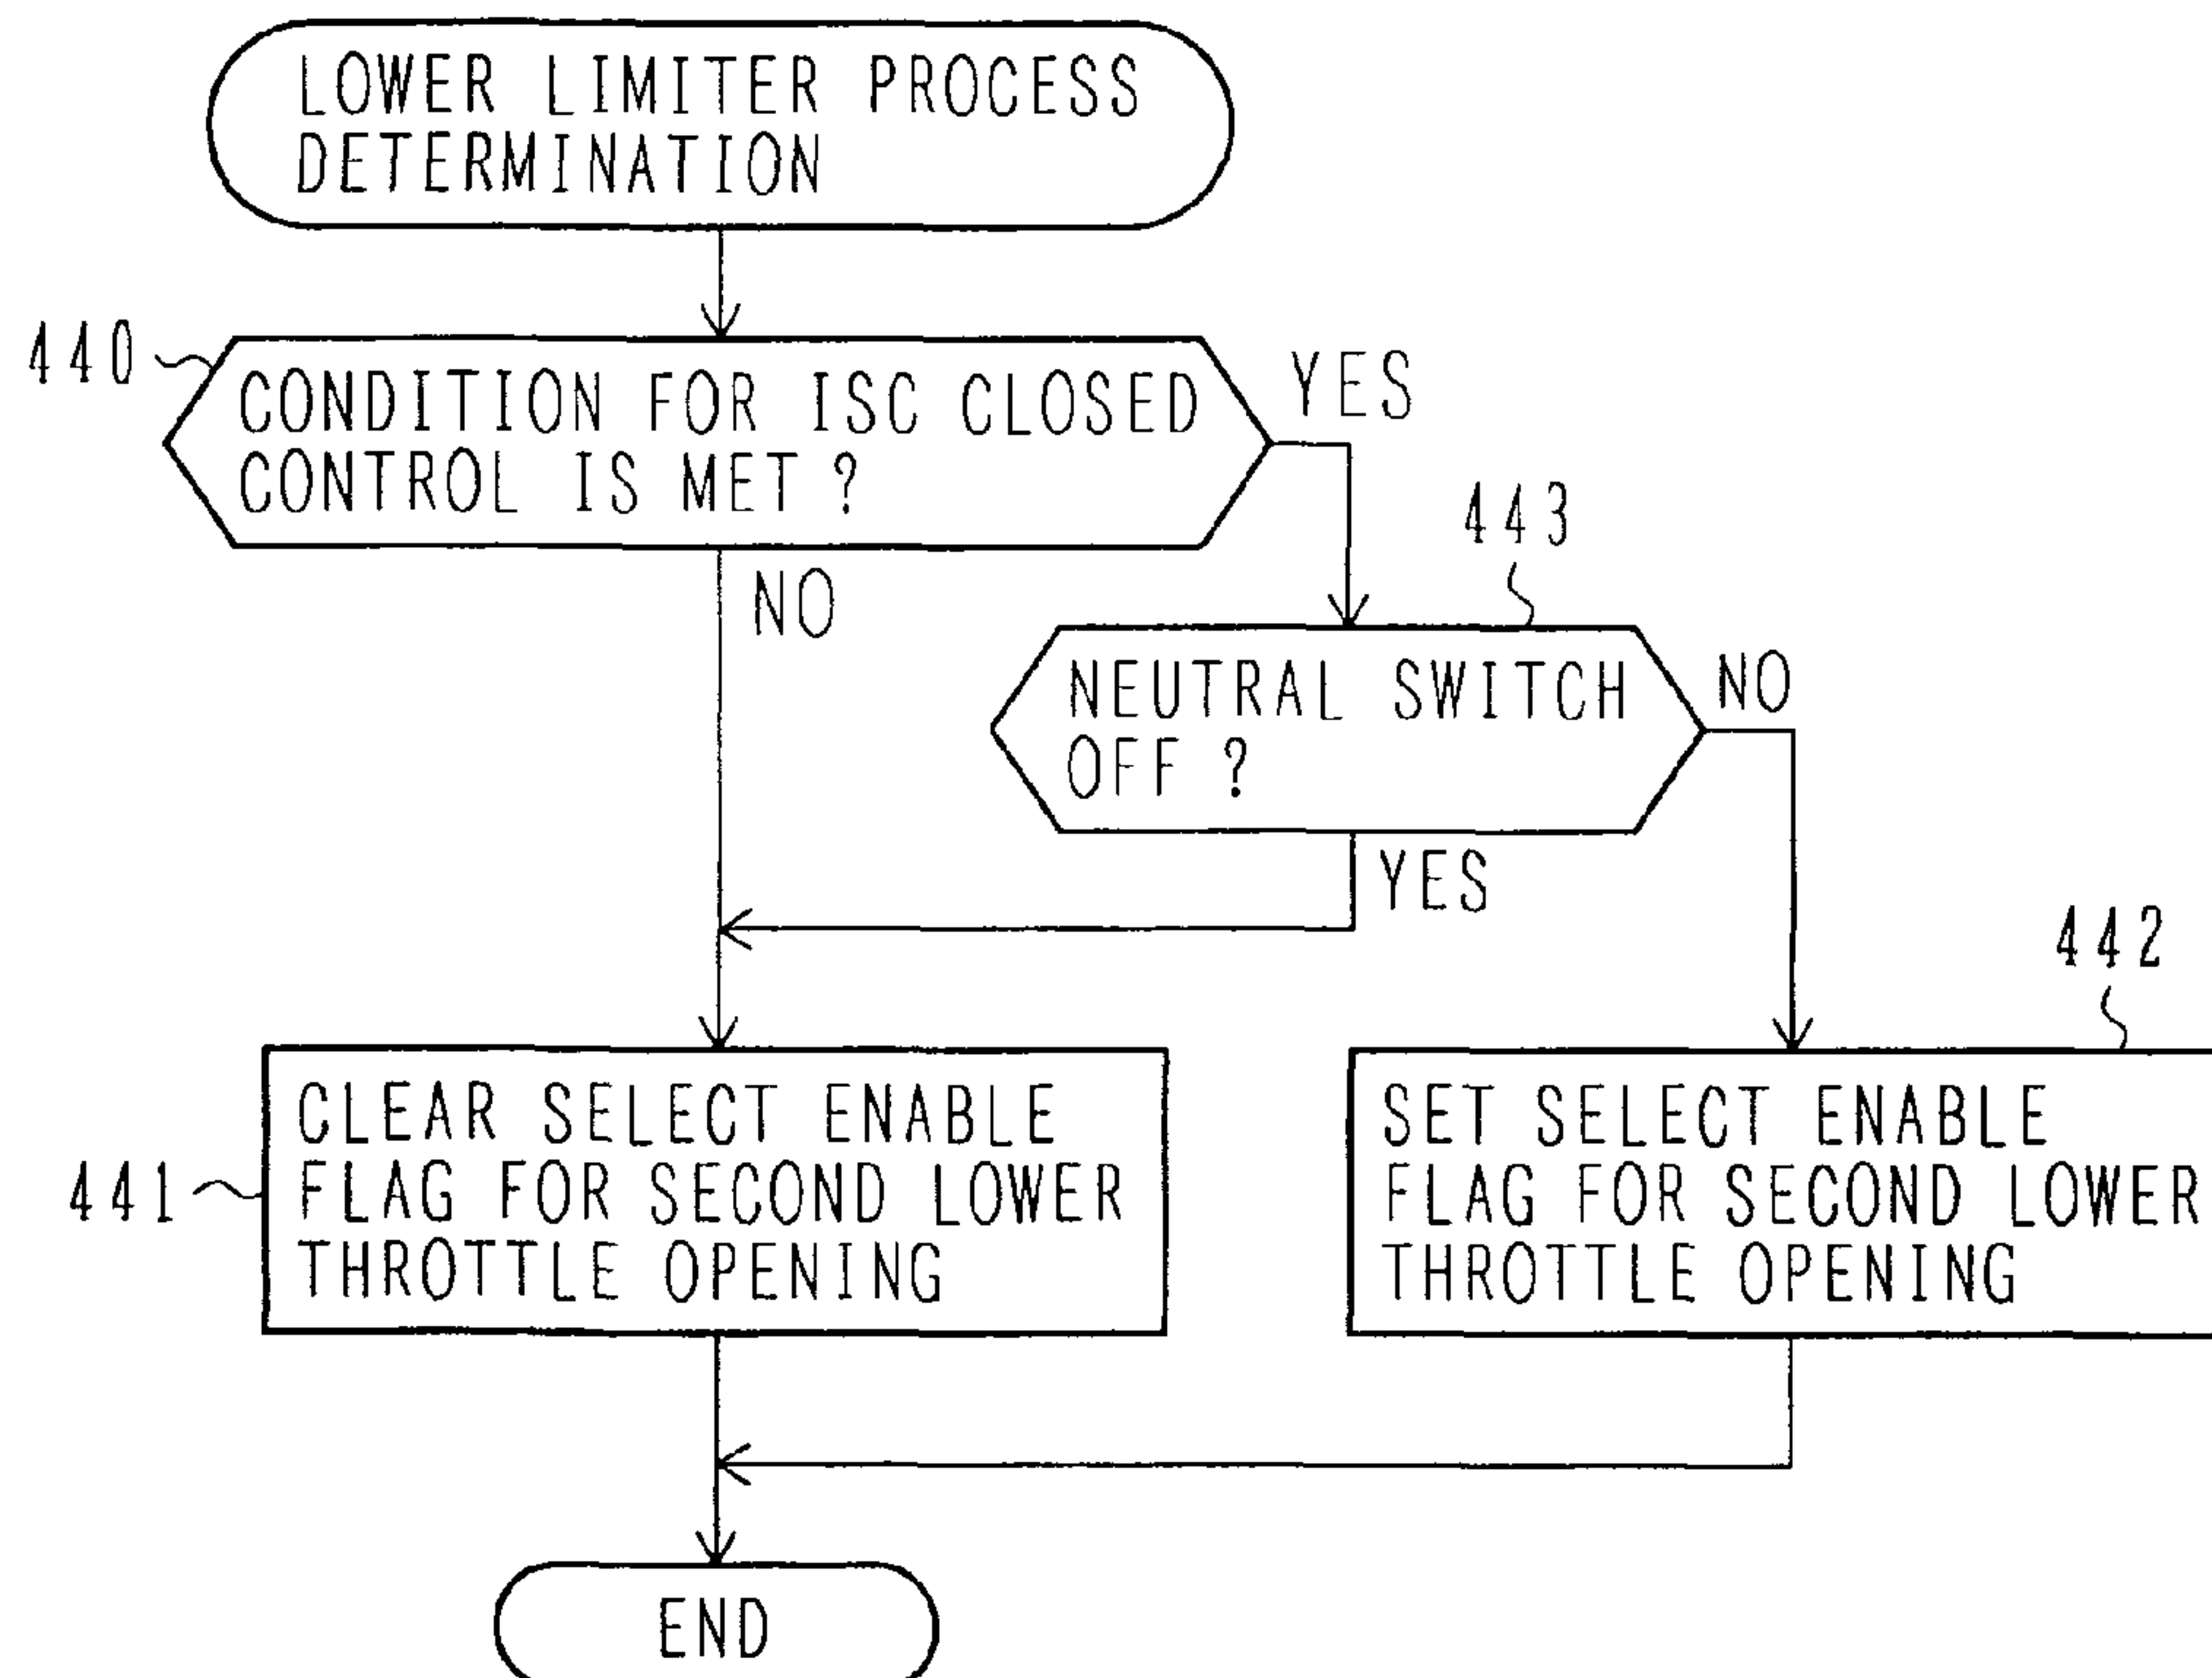 LOWER LIMITER PROCESS
DETERMINATION
440
CONDITION FOR ISC CLOSED
CONTROL IS MET ?
YES
NO
443
NEUTRAL SWITCH
OFF ?
NO
YES
441
CLEAR SELECT ENABLE
FLAG FOR SECOND LOWER
THROTTLE OPENING
442
SET SELECT ENABLE
FLAG FOR SECOND LOWER
THROTTLE OPENING
END